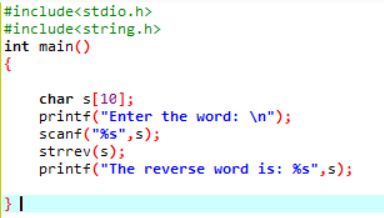 #include<stdio.h>
#include<string.h>
int main()
{
char s[10];
printf("Enter the word: \n");
scanf("%s",s);
strrev(s);
printf("The reverse word is: %s",s);
}